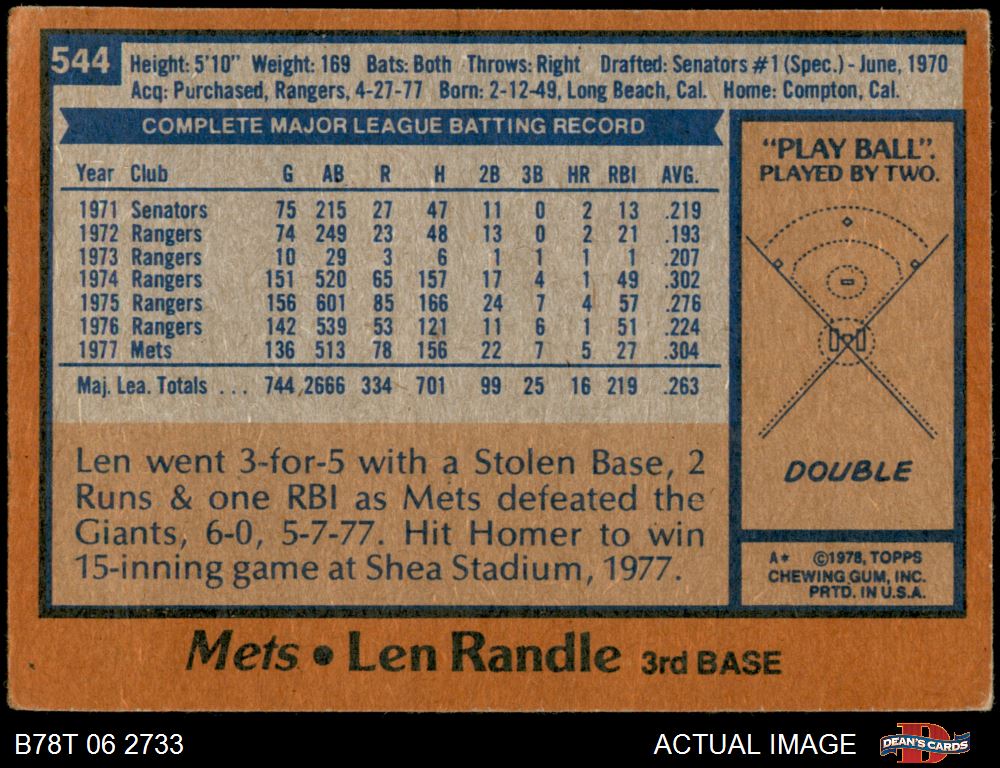 544
Height: 5'10" Weight: 169 Bats: Both Throws: Right Drafted: Senators #1 (Spec.) - June, 1970
Acq: Purchased, Rangers, 4-27-77 Born: 2-12-49, Long Beach, Cal. Home: Compton, Cal.
COMPLETE MAJOR LEAGUE BATTING RECORD
Year Club G AB R H 2B 3B HR RBI AVG.
1971 Senators 75 215 27 47 11 0 2 13 .219
1972 Rangers 74 249 23 48 13 0 2 21 .193
1973 Rangers 10 29 3 6 1 1 1 1 .207
1974 Rangers 151 520 65 157 17 4 1 49 .302
1975 Rangers 156 601 85 166 24 7 4 57 .276
1976 Rangers 142 539 53 121 11 6 1 51 .224
1977 Mets 136 513 78 156 22 7 5 27 .304
Maj. Lea. Totals ... 744 2666 334 701 99 25 16 219 .263
Len went 3-for-5 with a Stolen Base, 2
Runs & one RBI as Mets defeated the
Giants, 6-0, 5-7-77. Hit Homer to win
15-inning game at Shea Stadium, 1977.
"PLAY BALL".
PLAYED BY TWO.
DOUBLE
A* ©1978, TOPPS
CHEWING GUM, INC.
PRTD. IN U.S.A.
Mets • Len Randle 3rd BASE
B78T 06 2733
ACTUAL IMAGE
DEAN'S CARDS